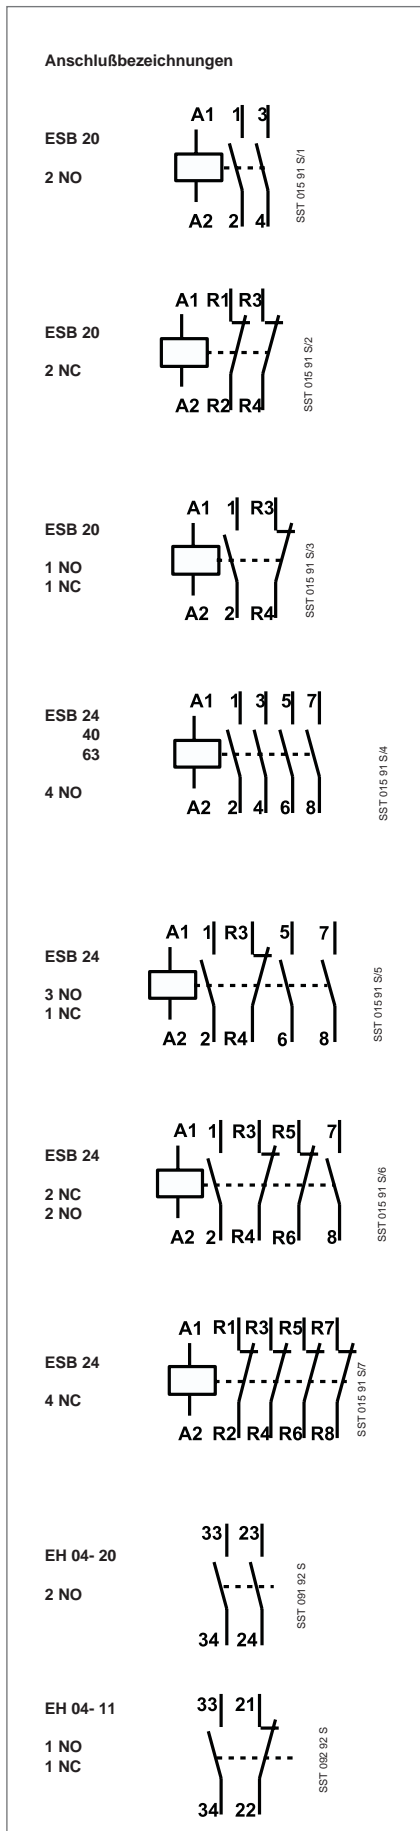 Anschlußbezeichnungen
A1 1 3
ESB 20
2 NO
A2 2 4
SST 015 91 S/1
A1 R1 R3
ESB 20
2 NC
A2 R2 R4
SST 015 91 S/2
A1 1 R3
ESB 20
1 NO
1 NC
A2 2 R4
SST 015 91 S/3
A1 1 3 5 7
ESB 24
40
63
4 NO
A2 2 4 6 8
SST 015 91 S/4
A1 1 R3 5 7
ESB 24
3 NO
1 NC
A2 2 R4 6 8
SST 015 91 S/5
A1 1 R3 R5 7
ESB 24
2 NC
2 NO
A2 2 R4 R6 8
SST 015 91 S/6
A1 R1 R3 R5 R7
ESB 24
4 NC
A2 R2 R4 R6 R8
SST 015 91 S/7
33 23
EH 04- 20
2 NO
34 24
SST 091 92 S
33 21
EH 04- 11
1 NO
1 NC
34 22
SST 092 92 S